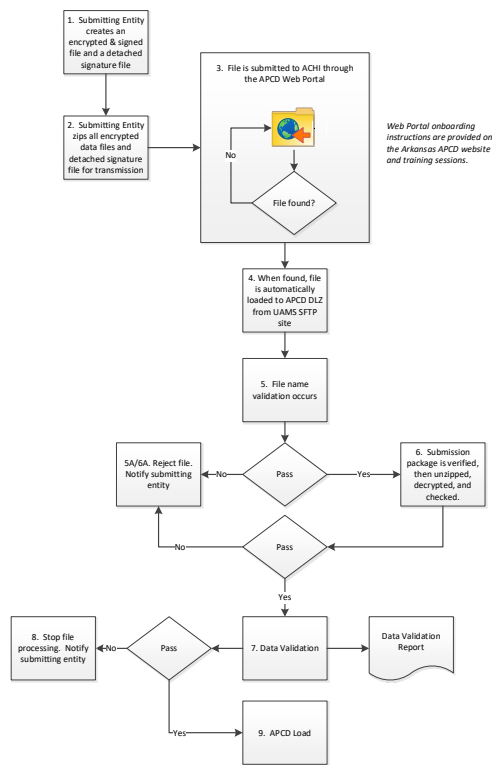 1. Submitting Entity
creates an
encrypted & signed
file and a detached
signature file
2. Submitting Entity
zips all encrypted
data files and
detached signature
file for transmission
3. File is submitted to ACHI through
the APCD Web Portal
No
File found?
Web Portal onboarding
instructions are provided on
the Arkansas APCD website
and training sessions.
4. When found, file
is automatically
loaded to APCD DLZ
from UAMS SFTP
site
5. File name
validation occurs
5A/6A. Reject file.
Notify submitting
entity
No
Pass
Yes
6. Submission
package is verified,
then unzipped,
decrypted, and
checked.
No
Pass
Yes
8. Stop file
processing. Notify
submitting entity
No
Pass
7. Data Validation
Data Validation
Report
Yes
9. APCD Load